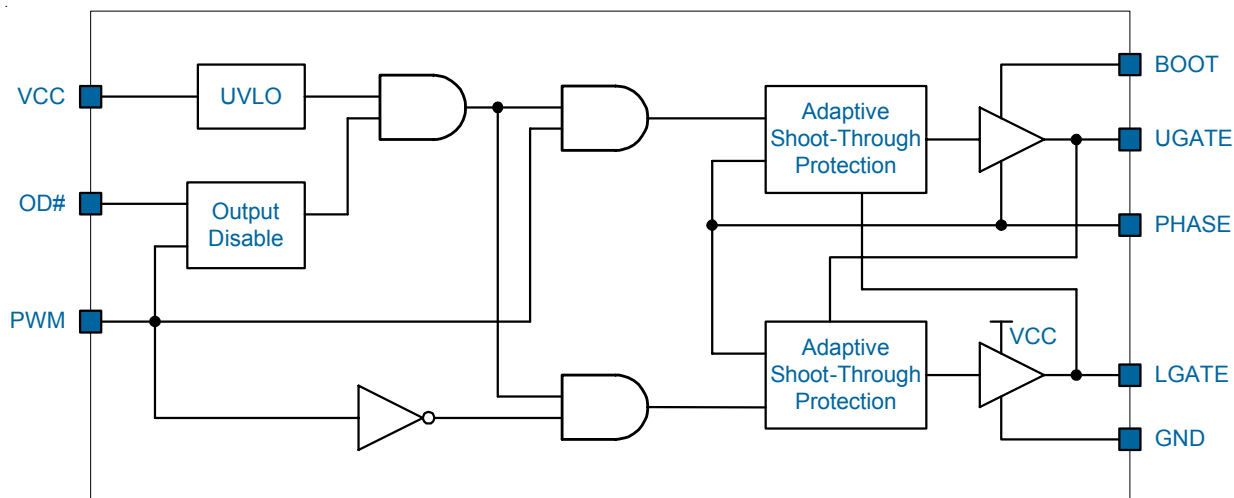 VCC
UVLO
OD#
Output
Disable
PWM
Adaptive
Shoot-Through
Protection
BOOT
UGATE
PHASE
Adaptive
Shoot-Through
Protection
VCC
LGATE
GND